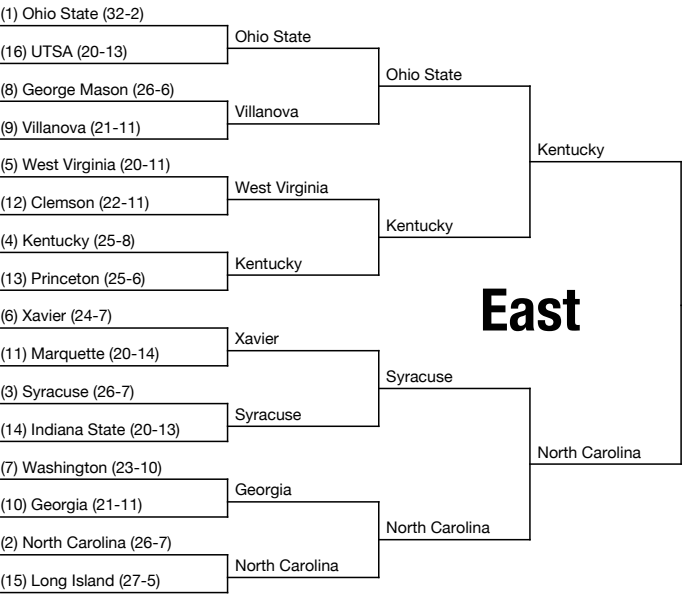 (1) Ohio State (32-2)
(16) UTSA (20-13)
(8) George Mason (26-6)
(9) Villanova (21-11)
(5) West Virginia (20-11)
(12) Clemson (22-11)
(4) Kentucky (25-8)
(13) Princeton (25-6)
(6) Xavier (24-7)
(11) Marquette (20-14)
(3) Syracuse (26-7)
(14) Indiana State (20-13)
(7) Washington (23-10)
(10) Georgia (21-11)
(2) North Carolina (26-7)
(15) Long Island (27-5)
Ohio State
Villanova
West Virginia
Kentucky
Xavier
Syracuse
Georgia
North Carolina
Ohio State
Kentucky
Syracuse
North Carolina
Kentucky
North Carolina
East